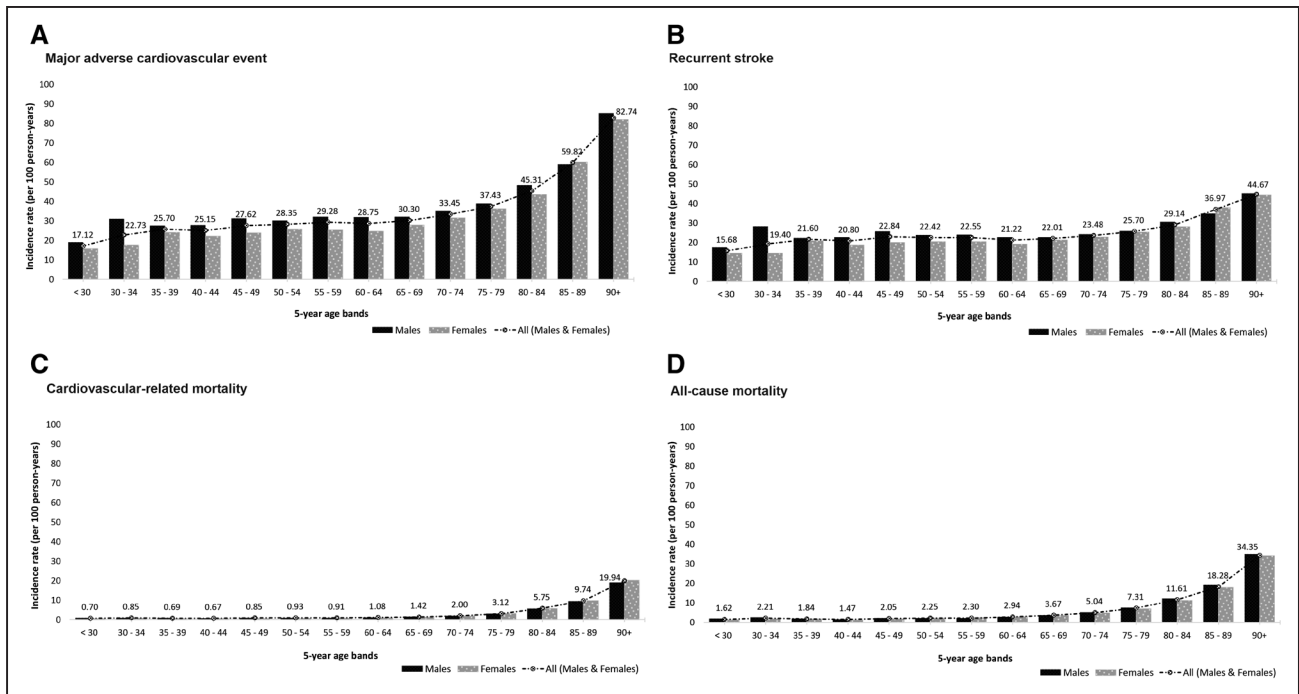 A
Major adverse cardiovascular event
Incidence rate (per 100 person-years)
100
90
80
70
60
50
40
30
20
10
0
17.12 22.73 25.70 25.15 27.62 28.35 29.28 28.75 30.30 33.45 37.43 45.31 59.82 82.74
< 30 30 - 34 35 - 39 40 - 44 45 - 49 50 - 54 55 - 59 60 - 64 65 - 69 70 - 74 75 - 79 80 - 84 85 - 89 90+
5-year age bands
Males Females All (Males & Females)
B
Recurrent stroke
Incidence rate (per 100 person-years)
100
90
80
70
60
50
40
30
20
10
0
15.68 19.40 21.60 20.80 22.84 22.42 22.55 21.22 22.01 23.48 25.70 29.14 36.97 44.67
< 30 30 - 34 35 - 39 40 - 44 45 - 49 50 - 54 55 - 59 60 - 64 65 - 69 70 - 74 75 - 79 80 - 84 85 - 89 90+
5-year age bands
Males Females All (Males & Females)
C
Cardiovascular-related mortality
Incidence rate (per 100 person-years)
100
90
80
70
60
50
40
30
20
10
0
0.70 0.85 0.69 0.67 0.85 0.93 0.91 1.08 1.42 2.00 3.12 5.75 9.74 19.94
< 30 30 - 34 35 - 39 40 - 44 45 - 49 50 - 54 55 - 59 60 - 64 65 - 69 70 - 74 75 - 79 80 - 84 85 - 89 90+
5-year age bands
Males Females All (Males & Females)
D
All-cause mortality
Incidence rate (per 100 person-years)
100
90
80
70
60
50
40
30
20
10
0
1.62 2.21 1.84 1.47 2.05 2.25 2.30 2.94 3.67 5.04 7.31 11.61 18.28 34.35
< 30 30 - 34 35 - 39 40 - 44 45 - 49 50 - 54 55 - 59 60 - 64 65 - 69 70 - 74 75 - 79 80 - 84 85 - 89 90+
5-year age bands
Males Females All (Males & Females)